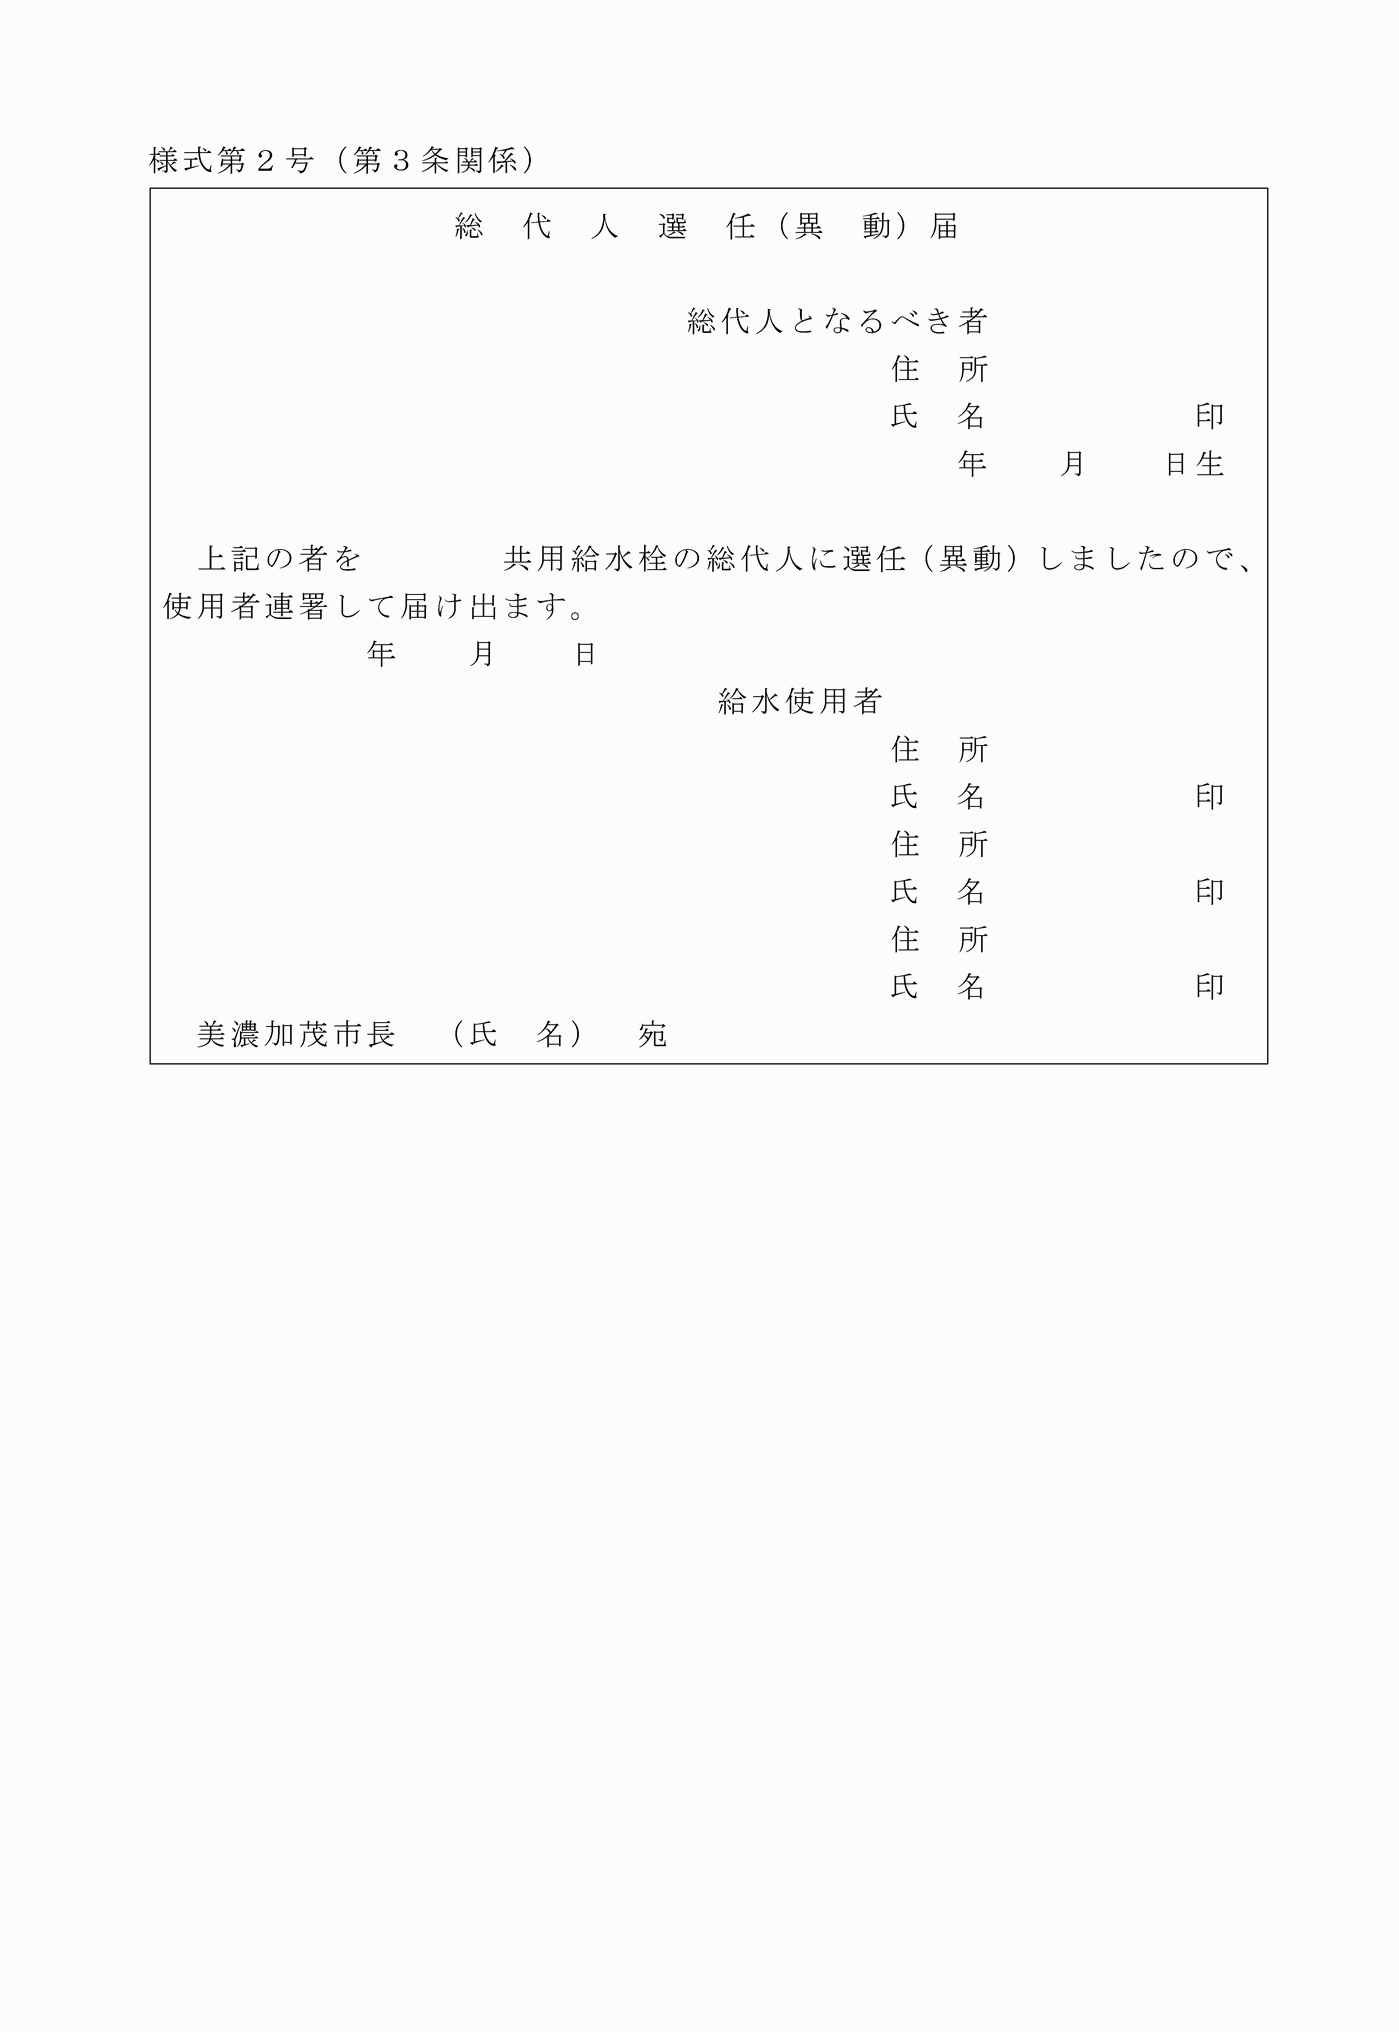 様式第２号（第３条関係）
総　代　人　選　任（異　動）届
総代人となるべき者
住　所
氏　名　　　　　　印
年　　月　　日生
上記の者を　　　　共用給水栓の総代人に選任（異動）しましたので、
使用者連署して届け出ます。
年　　月　　日
給水使用者
住　所
氏　名　　　　　　印
住　所
氏　名　　　　　　印
住　所
氏　名　　　　　　印
美濃加茂市長　（氏　名）　宛